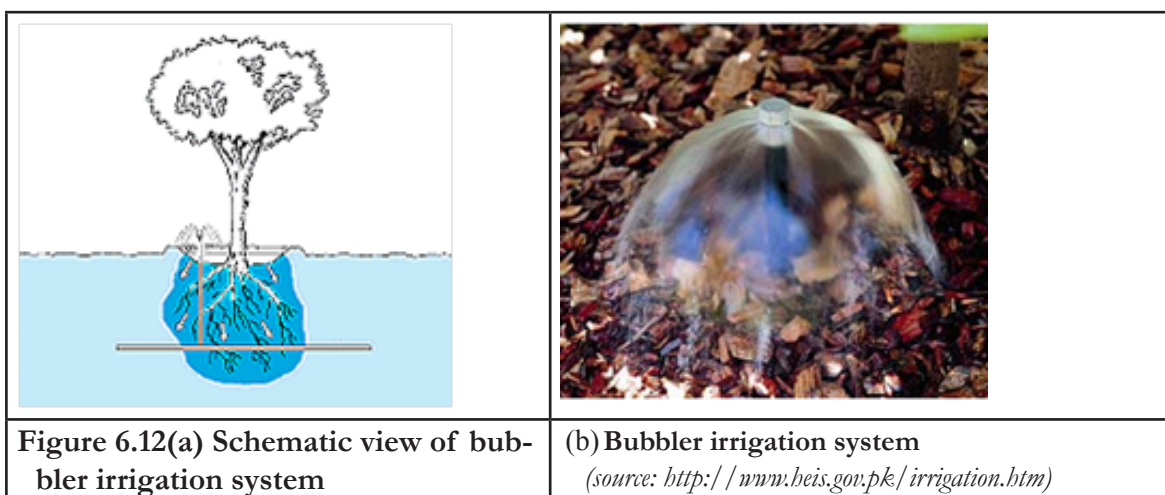 Figure 6.12(a) Schematic view of bub-
bler irrigation system
(b) Bubbler irrigation system
(source: http://www.heis.gov.pk/irrigation.htm)